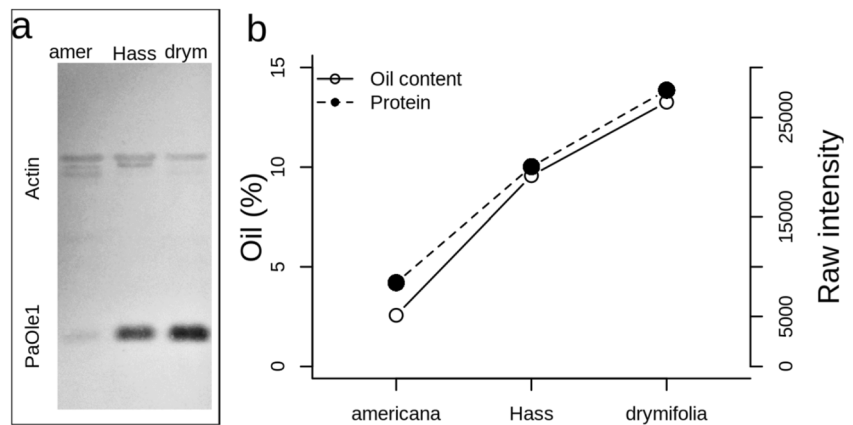 a
amer Hass drym
Actin
PaOle1
b
Oil content
Protein
Oil (%)
15
10
5
0
Raw intensity
25000
15000
5000
0
americana Hass drymifolia